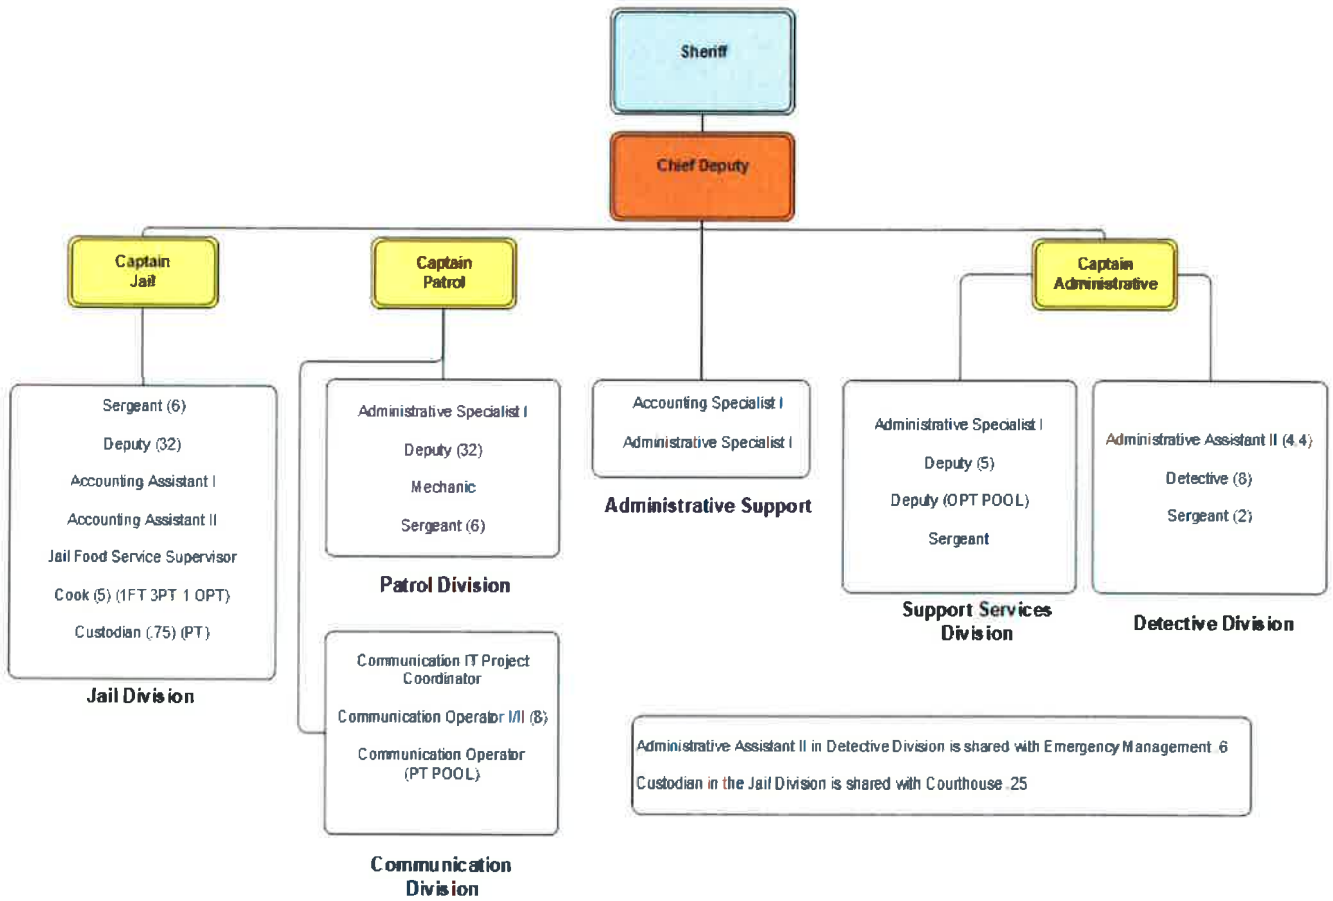 Sheriff
Chief Deputy
Captain
Jail
Captain
Patrol
Captain
Administrative
Sergeant (6)
Deputy (32)
Accounting Assistant I
Accounting Assistant II
Jail Food Service Supervisor
Cook (5) (1FT 3PT 1 OPT)
Custodian (.75) (PT)
Jail Division
Administrative Specialist I
Deputy (32)
Mechanic
Sergeant (6)
Patrol Division
Communication IT Project
Coordinator
Communication Operator I/II (8)
Communication Operator
(PT POOL)
Communication
Division
Accounting Specialist I
Administrative Specialist I
Administrative Support
Administrative Specialist I
Deputy (5)
Deputy (OPT POOL)
Sergeant
Support Services
Division
Administrative Assistant II (4.4)
Detective (8)
Sergeant (2)
Detective Division
Administrative Assistant II in Detective Division is shared with Emergency Management .6
Custodian in the Jail Division is shared with Courthouse .25